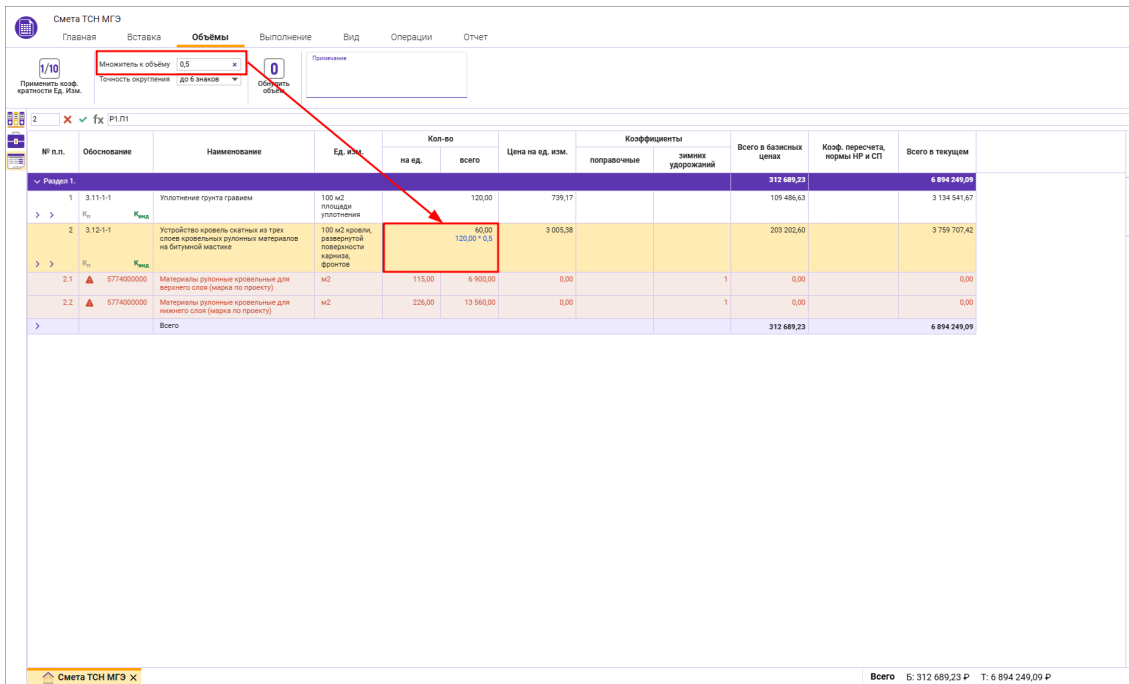 Смета ТСН МГЭ
Главная Вставка Объёмы Выполнение Вид Операции Отчет
1/10
Применить коэф.
кратности Ед. Изм.
Множитель к объёму 0,5 x
Точность округления до 6 знаков
0
Обнулить
объем
Примечание
2 fx Р1.П1
№ п.п. Обоснование Наименование Ед. изм. Кол-во Цена на ед. изм. Коэффициенты Всего в базисных
ценах Коэф. пересчета,
нормы НР и СП Всего в текущем
на ед. всего поправочные зимних
удорожаний
Раздел 1. 312 689,23 6 894 249,09
1 3.11-1-1 Уплотнение грунта гравием 100 м2
площади
уплотнения 120,00 739,17 109 486,63 3 134 541,67
Кп Кинд
2 3.12-1-1 Устройство кровель скатных из трех
слоев кровельных рулонных материалов
на битумной мастике 100 м2 кровли,
развернутой
поверхности
карниза,
фронтов 60,00
120,00 * 0,5 3 005,38 203 202,60 3 759 707,42
Кп Кинд
2.1 5774000000 Материалы рулонные кровельные для
верхнего слоя (марка по проекту) м2 115,00 6 900,00 0,00 1 0,00 0,00
2.2 5774000000 Материалы рулонные кровельные для
нижнего слоя (марка по проекту) м2 226,00 13 560,00 0,00 1 0,00 0,00
Всего 312 689,23 6 894 249,09
Смета ТСН МГЭ X
Всего Б: 312 689,23 ₽ Т: 6 894 249,09 ₽